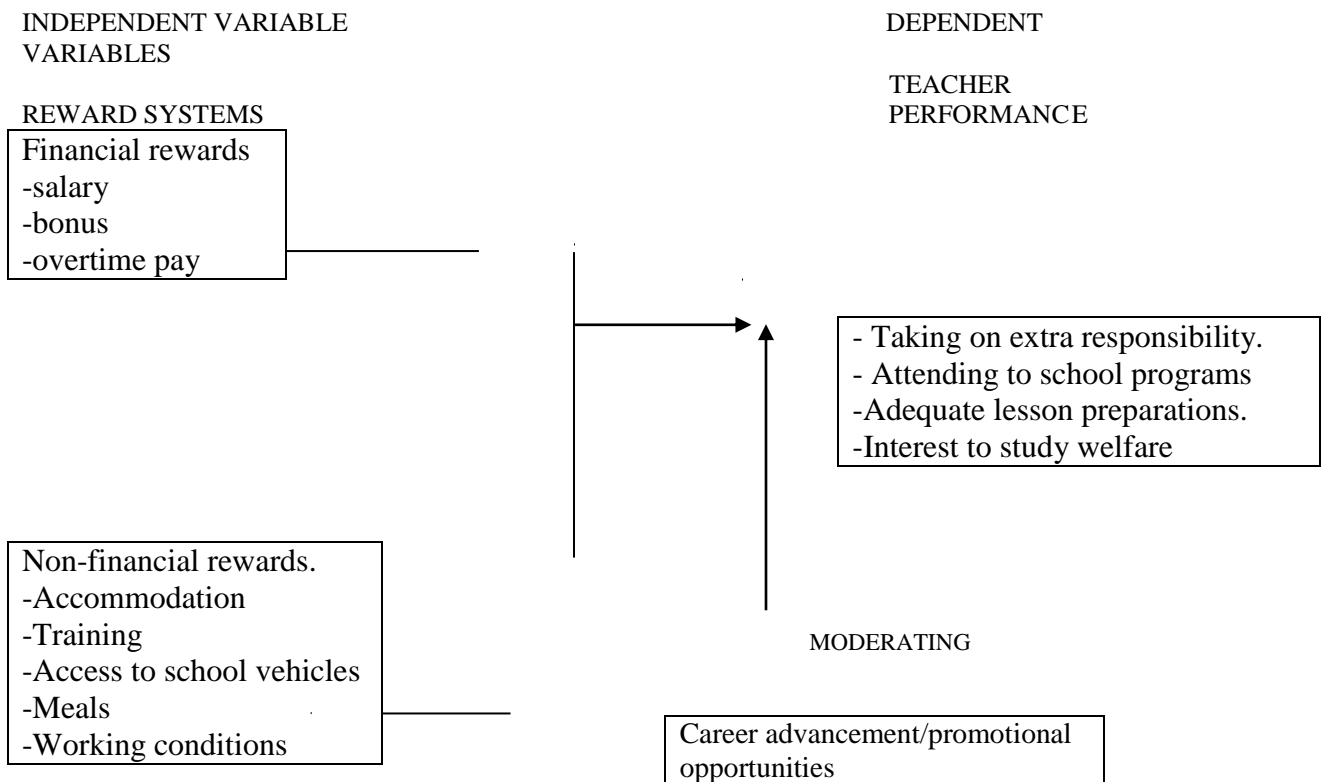 INDEPENDENT VARIABLE DEPENDENT
VARIABLES
TEACHER
REWARD SYSTEMS PERFORMANCE
Financial rewards
-salary
-bonus
-overtime pay
- Taking on extra responsibility.
- Attending to school programs
-Adequate lesson preparations.
-Interest to study welfare
Non-financial rewards.
-Accommodation
-Training
-Access to school vehicles
-Meals
-Working conditions
MODERATING
Career advancement/promotional
opportunities